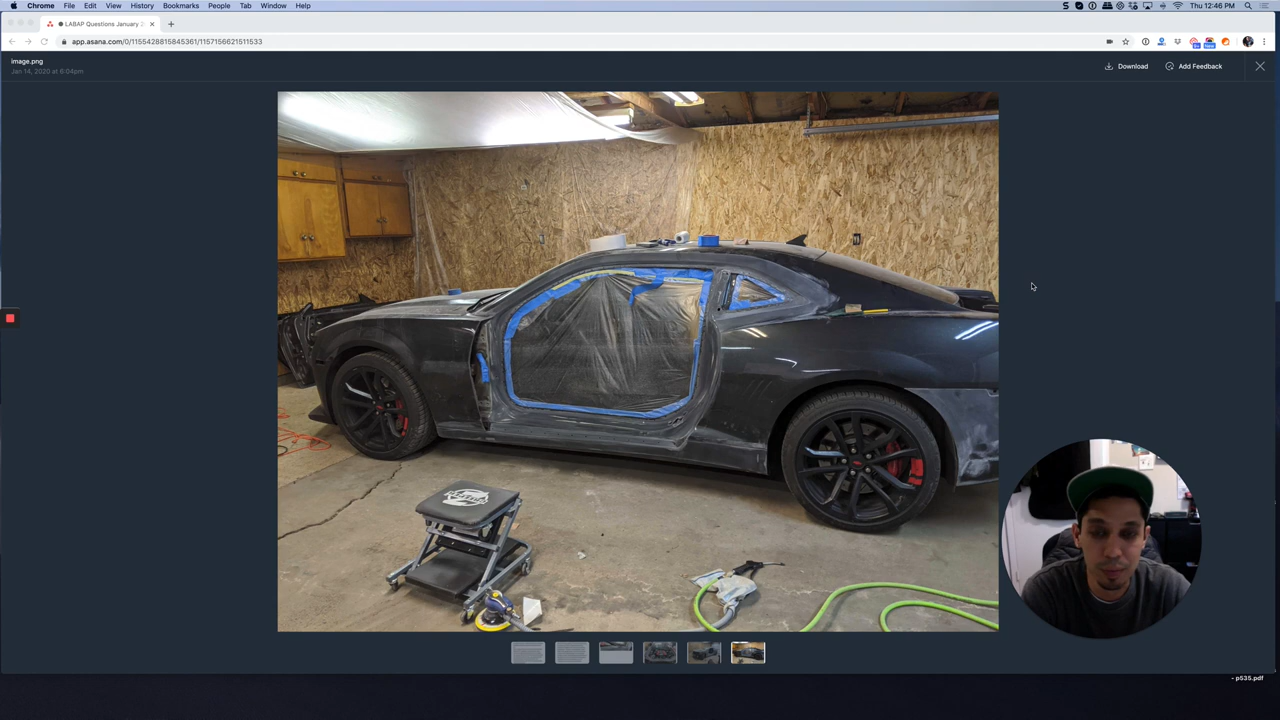 Chrome File Edit View History Bookmarks People Tab Window Help
Thu 12:46 PM
LABAP Questions January 2
app.asana.com/0/1155428815845361/1157156621511533
image.png
Jan 14, 2020 at 6:04pm
Download
Add Feedback
- p535.pdf